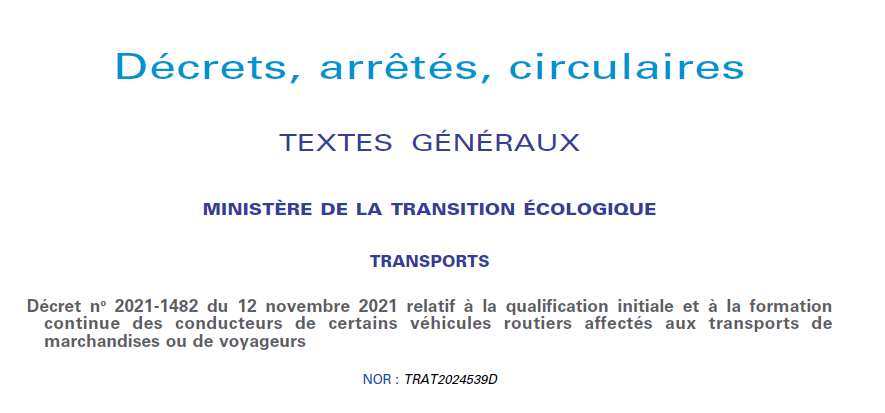 Décrets, arrêtés, circulaires
TEXTES GÉNÉRAUX
MINISTÈRE DE LA TRANSITION ÉCOLOGIQUE
TRANSPORTS
Décret nº 2021-1482 du 12 novembre 2021 relatif à la qualification initiale et à la formation
continue des conducteurs de certains véhicules routiers affectés aux transports de
marchandises ou de voyageurs
NOR : TRAT2024539D